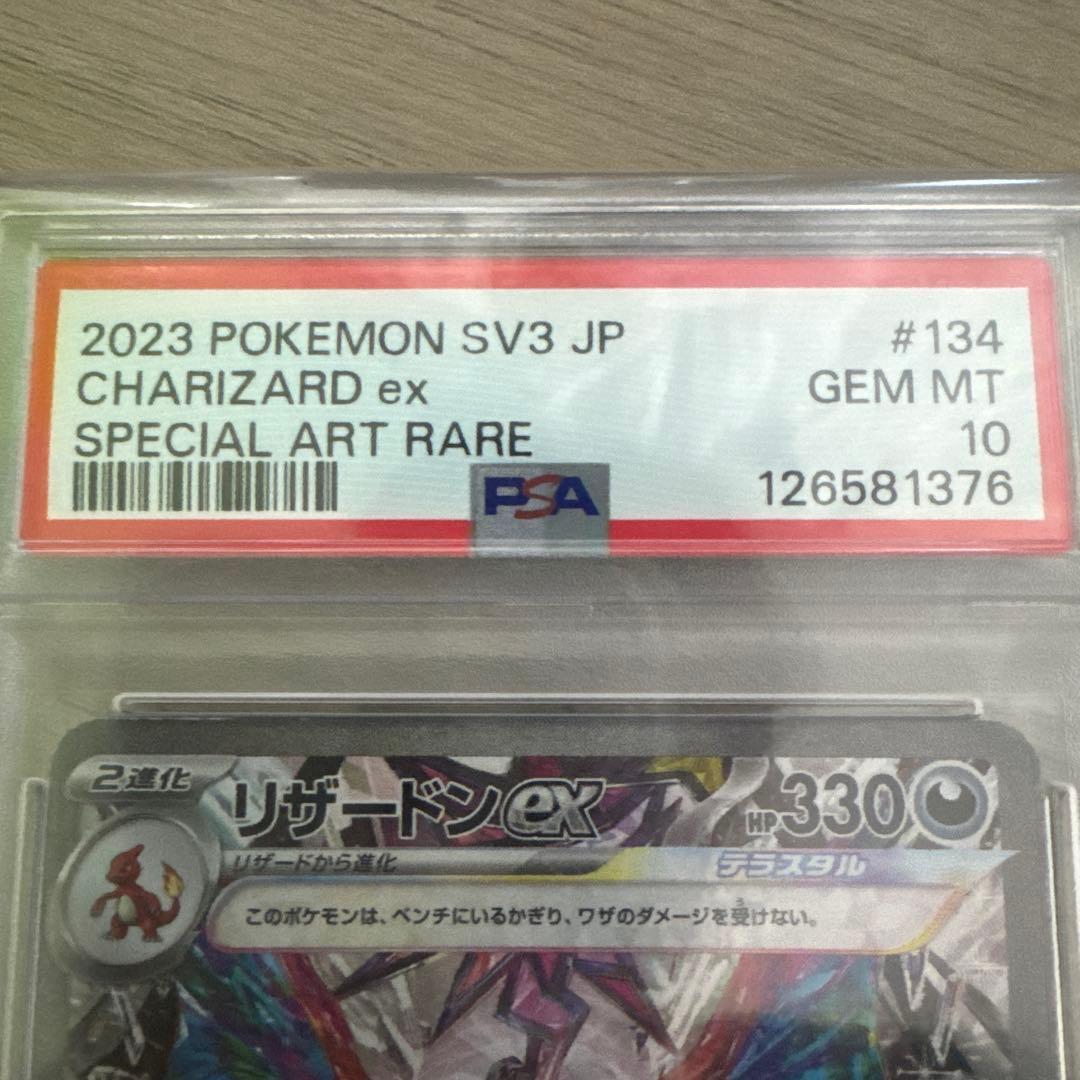 2023 POKEMON SV3 JP #134
CHARIZARD ex GEM MT
SPECIAL ART RARE 10
PSA 126581376
2進化 リザードンex HP 330
リザードから進化 テラスタル
このポケモンは、ベンチにいるかぎり、ワザのダメージを受けない。